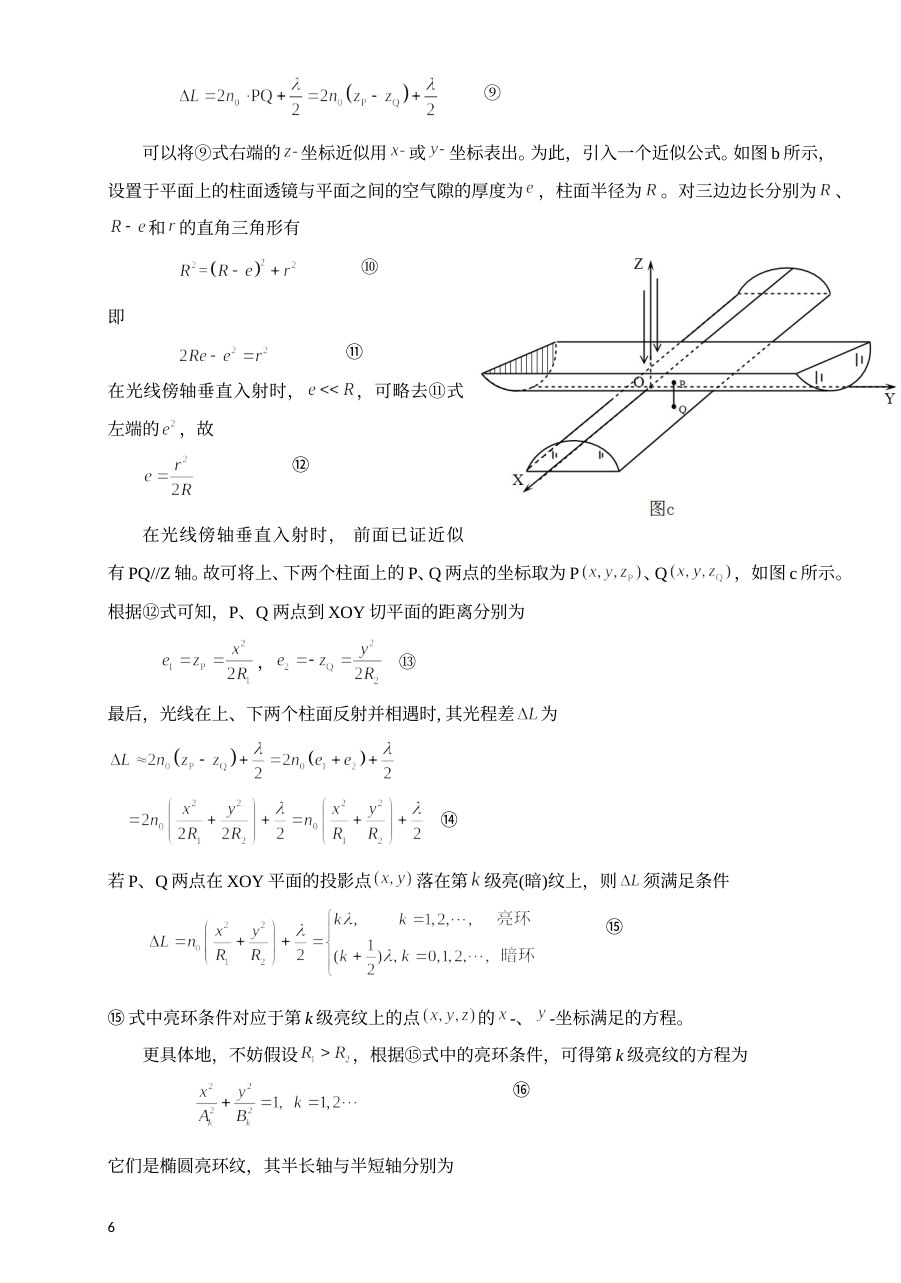 ΔL = 2n₀ ·PQ + λ/2 = 2n₀(z_P − z_Q) + λ/2 ⑨
可以将⑨式右端的 z- 坐标近似用 x- 或 y- 坐标表出。为此，引入一个近似公式。如图 b 所示，
设置于平面上的柱面透镜与平面之间的空气隙的厚度为 e ，柱面半径为 R 。对三边边长分别为 R 、
R - e 和 r 的直角三角形有
R² = (R - e)² + r² ⑩
即
2Re - e² = r² ⑪
在光线傍轴垂直入射时， e << R ，可略去⑪式
左端的 e² ，故
e = r²/2R ⑫
Z
O
P
Q
Y
X
图c
在光线傍轴垂直入射时， 前面已证近似
有 PQ//Z 轴。故可将上、下两个柱面上的 P、Q 两点的坐标取为 P(x, y, z_P)、Q(x, y, z_Q)，如图 c 所示。
根据⑫式可知，P、Q 两点到 XOY 切平面的距离分别为
e₁ = z_P = x²/2R₁ ， e₂ = −z_Q = y²/2R₂ ⑬
最后，光线在上、下两个柱面反射并相遇时, 其光程差 ΔL 为
ΔL ≈ 2n₀(z_P − z_Q) + λ/2 = 2n₀(e₁ + e₂) + λ/2
= 2n₀(x²/2R₁ + y²/2R₂) + λ/2 = n₀(x²/R₁ + y²/R₂) + λ/2 ⑭
若 P、Q 两点在 XOY 平面的投影点 (x, y) 落在第 k 级亮(暗)纹上，则 ΔL 须满足条件
ΔL = n₀(x²/R₁ + y²/R₂) + λ/2 = { kλ, k = 1, 2, ⋯, 亮环
(k + 1/2)λ, k = 0,1, 2, ⋯, 暗环 ⑮
⑮ 式中亮环条件对应于第 k 级亮纹上的点 (x, y, z) 的 x -、 y -坐标满足的方程。
更具体地，不妨假设 R₁ > R₂ ，根据⑮式中的亮环条件，可得第 k 级亮纹的方程为
x²/A_k² + y²/B_k² = 1, k = 1, 2⋯ ⑯
它们是椭圆亮环纹，其半长轴与半短轴分别为
6